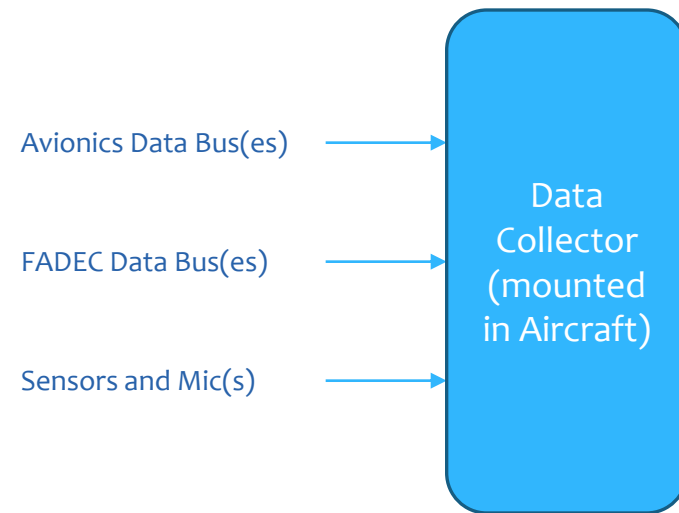 Avionics Data Bus(es)
FADEC Data Bus(es)
Sensors and Mic(s)
Data
Collector
(mounted
in Aircraft)